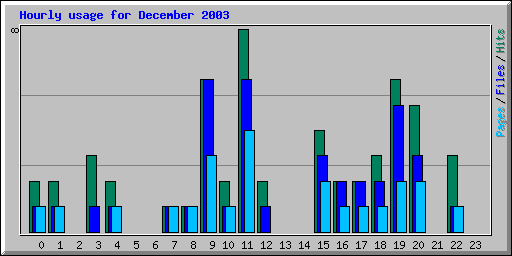 Hourly usage for December 2003
8
Pages / Files / Hits
0 1 2 3 4 5 6 7 8 9 10 11 12 13 14 15 16 17 18 19 20 21 22 23